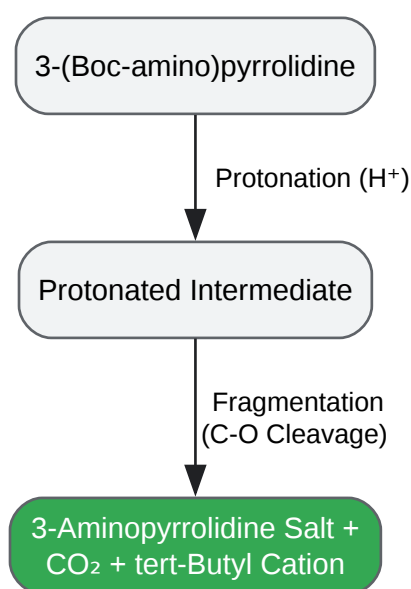 3-(Boc-amino)pyrrolidine
Protonation (H⁺)
Protonated Intermediate
Fragmentation
(C-O Cleavage)
3-Aminopyrrolidine Salt +
CO₂ + tert-Butyl Cation